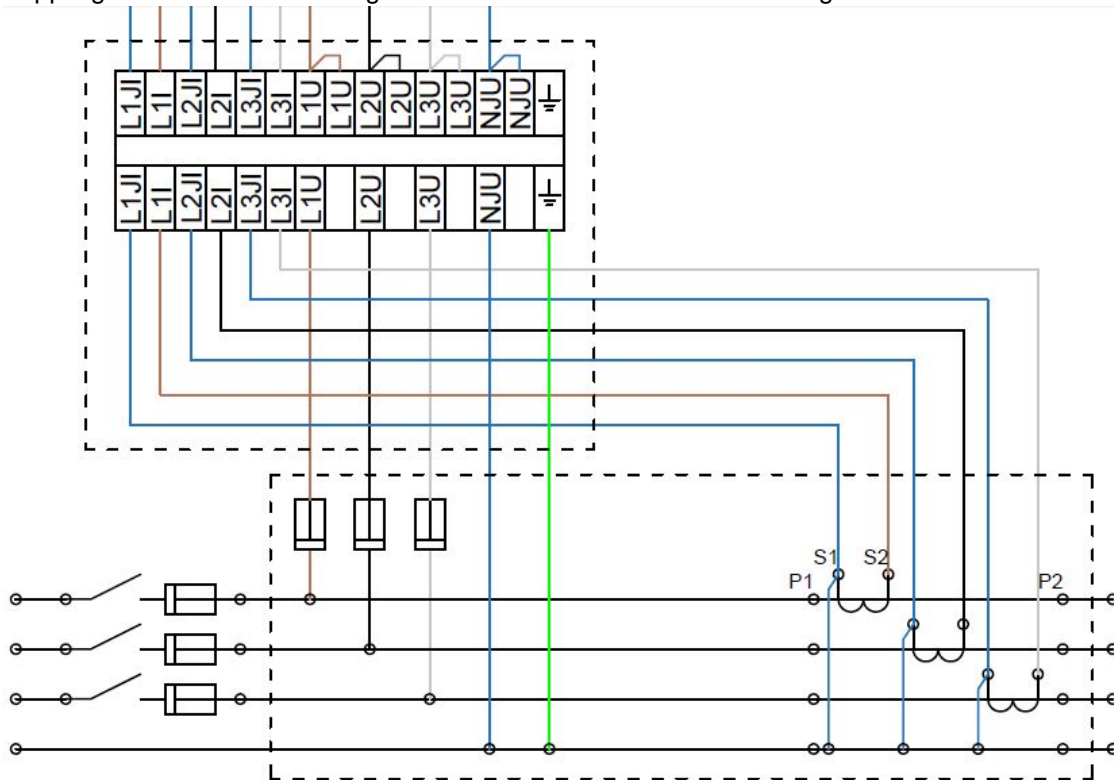 L1JI L1I L2JI L2I L3JI L3I L1U L1U L2U L2U L3U L3U NJU NJU
L1JI L1I L2JI L2I L3JI L3I L1U L2U L3U NJU
S1 S2
P1 P2